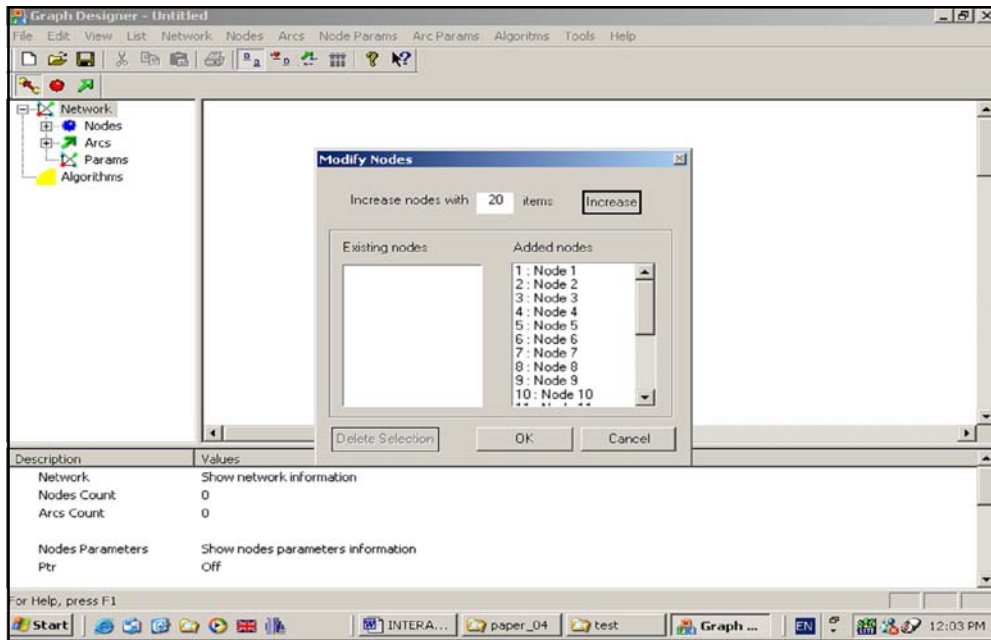 Graph Designer - Untitled
File Edit View List Network Nodes Arcs Node Params Arc Params Algoritms Tools Help
Network
Nodes
Arcs
Params
Algorithms
Modify Nodes
Increase nodes with 20 items Increase
Existing nodes
Added nodes
1 : Node 1
2 : Node 2
3 : Node 3
4 : Node 4
5 : Node 5
6 : Node 6
7 : Node 7
8 : Node 8
9 : Node 9
10 : Node 10
Delete Selection OK Cancel
Description Values
Network Show network information
Nodes Count 0
Arcs Count 0
Nodes Parameters Show nodes parameters information
Ptr Off
For Help, press F1
Start INTERA... paper_04 test Graph ... EN 12:03 PM